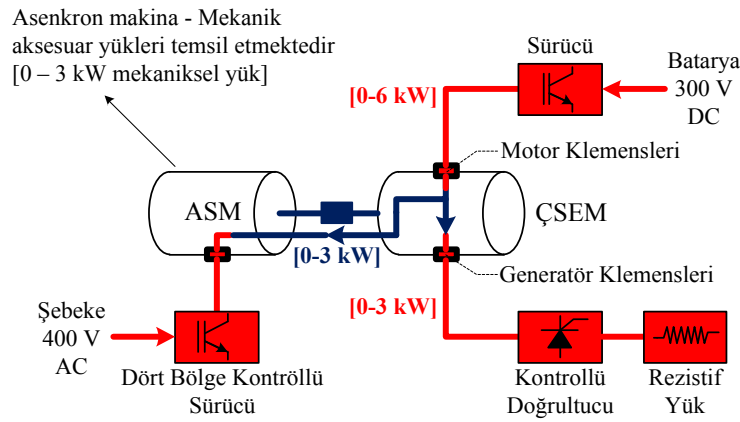 Asenkron makina - Mekanik
aksesuar yükleri temsil etmektedir
[0 – 3 kW mekaniksel yük]
Sürücü
Batarya
300 V
DC
[0-6 kW]
Motor Klemensleri
ASM
ÇSEM
[0-3 kW]
Generatör Klemensleri
[0-3 kW]
Şebeke
400 V
AC
Dört Bölge Kontröllü
Sürücü
Kontrollü
Doğrultucu
Rezistif
Yük